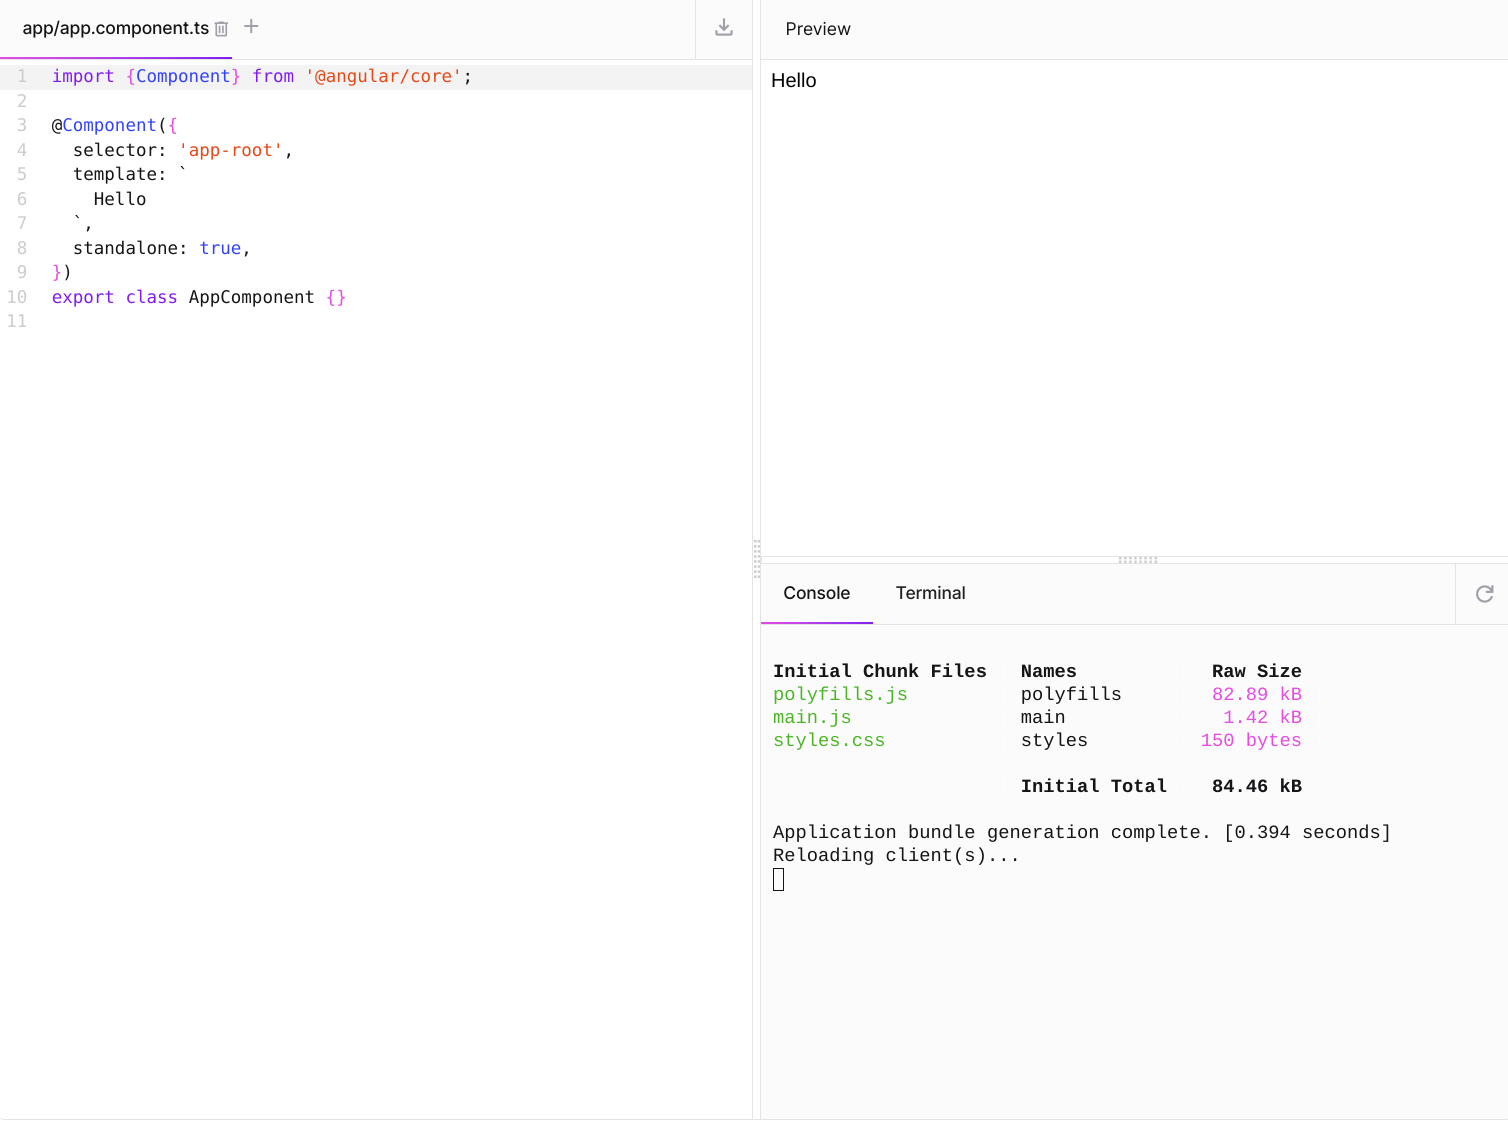 app/app.component.ts
1 import {Component} from '@angular/core';
2
3 @Component({
4   selector: 'app-root',
5   template: `
6     Hello
7   `,
8   standalone: true,
9 })
10 export class AppComponent {}
11
Preview
Hello
Console Terminal
Initial Chunk Files Names Raw Size
polyfills.js polyfills 82.89 kB
main.js main 1.42 kB
styles.css styles 150 bytes
Initial Total 84.46 kB
Application bundle generation complete. [0.394 seconds]
Reloading client(s)...